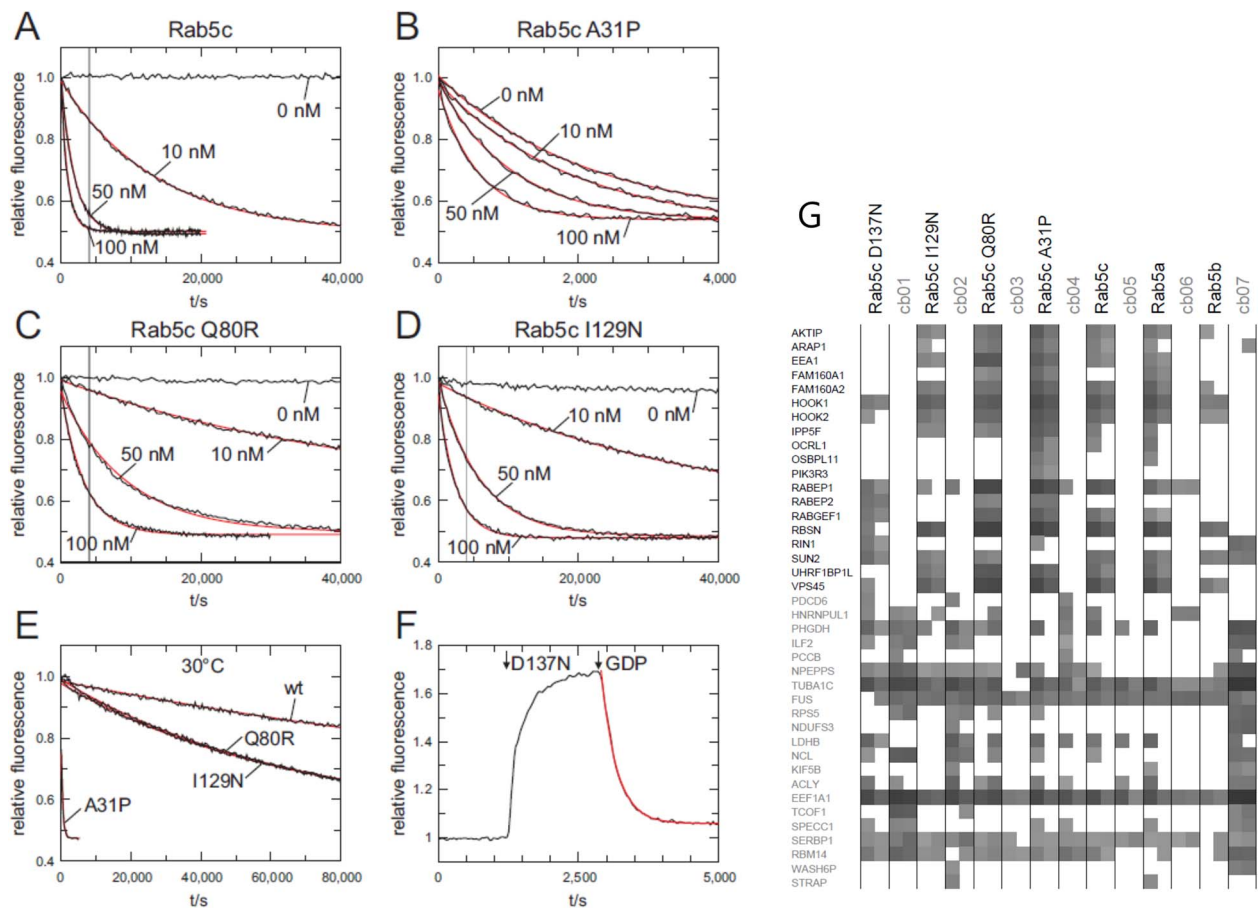 A
Rab5c
relative fluorescence
1.0
0.8
0.6
0.4
0 nM
10 nM
50 nM
100 nM
0
20,000
40,000
t/s
B
Rab5c A31P
relative fluorescence
1.0
0.8
0.6
0.4
0 nM
10 nM
50 nM
100 nM
0
2,000
4,000
t/s
C
Rab5c Q80R
relative fluorescence
1.0
0.8
0.6
0.4
0 nM
10 nM
50 nM
100 nM
0
20,000
40,000
t/s
D
Rab5c I129N
relative fluorescence
1.0
0.8
0.6
0.4
0 nM
10 nM
50 nM
100 nM
0
20,000
40,000
t/s
E
30°C
relative fluorescence
1.0
0.8
0.6
0.4
wt
Q80R
I129N
A31P
0
20,000
40,000
60,000
80,000
t/s
F
relative fluorescence
1.8
1.6
1.4
1.2
1
D137N
GDP
0
2,500
5,000
t/s
G
Rab5c D137N
cb01
Rab5c I129N
cb02
Rab5c Q80R
cb03
Rab5c A31P
cb04
Rab5c
cb05
Rab5a
cb06
Rab5b
cb07
AKTIP
ARAP1
EEA1
FAM160A1
FAM160A2
HOOK1
HOOK2
IPP5F
OCRL1
OSBPL11
PIK3R3
RABEP1
RABEP2
RABGEF1
RBSN
RIN1
SUN2
UHRF1BP1L
VPS45
PDCD6
HNRNPUL1
PHGDH
ILF2
PCCB
NPEPPS
TUBA1C
FUS
RPS5
NDUFS3
LDHB
NCL
KIF5B
ACLY
EEF1A1
TCOF1
SPECC1
SERBP1
RBM14
WASH6P
STRAP